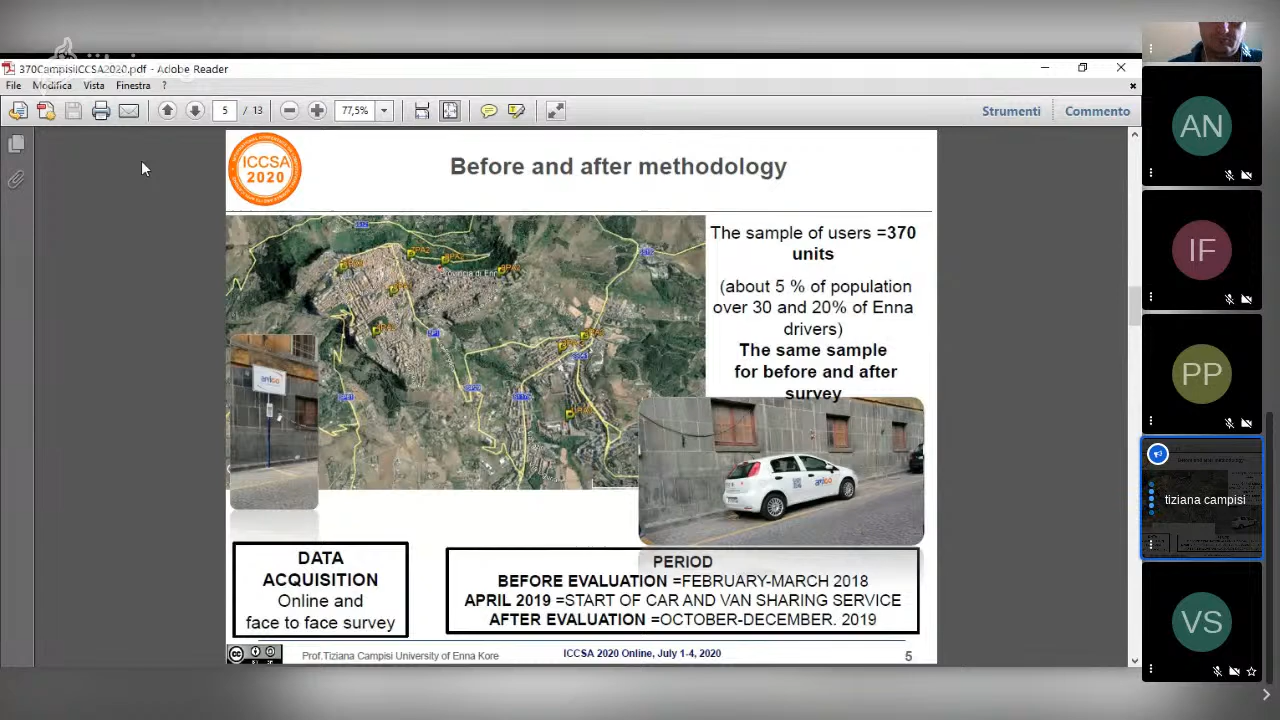 370CampisiICCSA2020.pdf - Adobe Reader
File Modifica Vista Finestra ?
5 / 13 77,5% Strumenti Commento
ICCSA
2020
Before and after methodology
The sample of users =370
units
(about 5 % of population
over 30 and 20% of Enna
drivers)
The same sample
for before and after
survey
DATA
ACQUISITION
Online and
face to face survey
PERIOD
BEFORE EVALUATION =FEBRUARY-MARCH 2018
APRIL 2019 =START OF CAR AND VAN SHARING SERVICE
AFTER EVALUATION =OCTOBER-DECEMBER. 2019
Prof.Tiziana Campisi University of Enna Kore
ICCSA 2020 Online, July 1-4, 2020
5
AN
IF
PP
tiziana campisi
VS